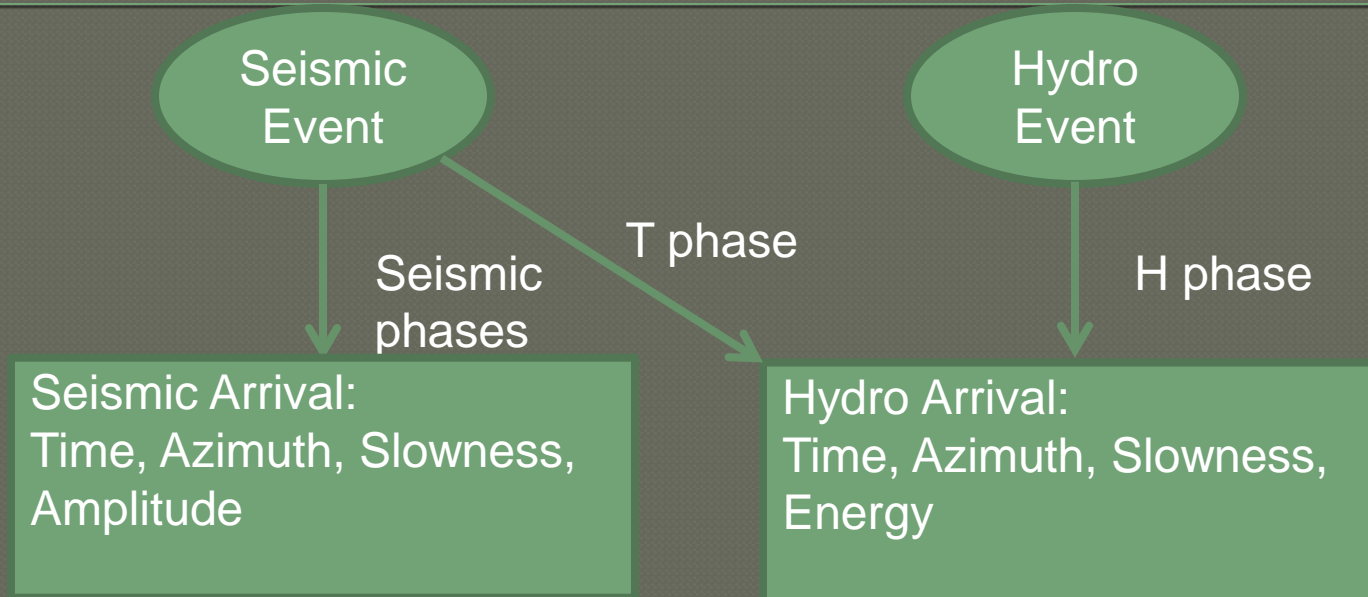 Seismic
Event
Hydro
Event
T phase
Seismic
phases
H phase
Seismic Arrival:
Time, Azimuth, Slowness,
Amplitude
Hydro Arrival:
Time, Azimuth, Slowness,
Energy